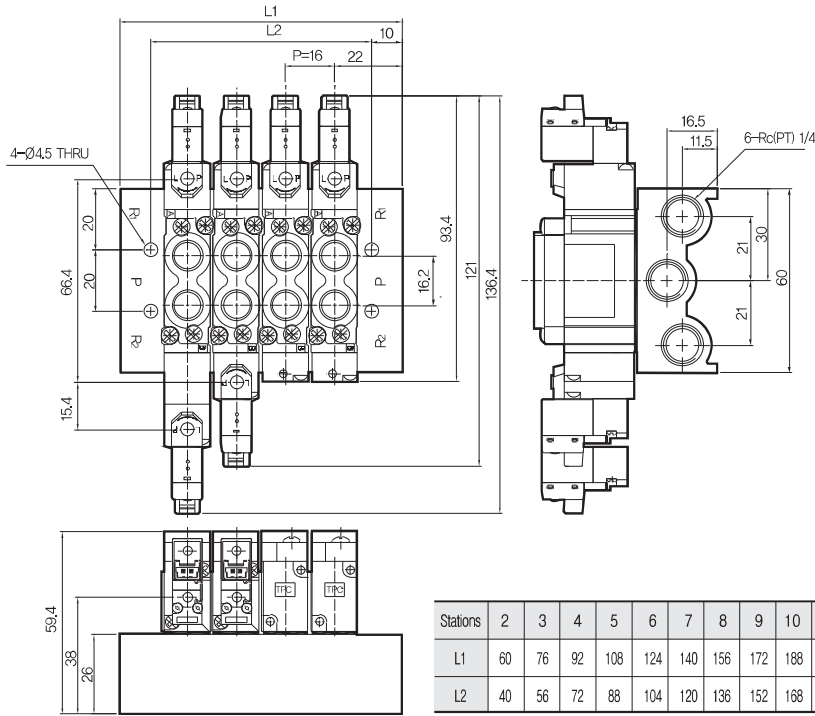 L1
L2
10
P=16
22
4-Ø4.5 THRU
L P
L P
L P
L P
R1
A
A
A
A
R1
20
20
66.4
15.4
P
P
R2
R2
B
B
B
L P
L P
16.2
93.4
121
136.4
16.5
11.5
6-Rc(PT) 1/4
21
21
30
60
59.4
38
26
TPC
TPC
Stations 2 3 4 5 6 7 8 9 10
L1 60 76 92 108 124 140 156 172 188
L2 40 56 72 88 104 120 136 152 168